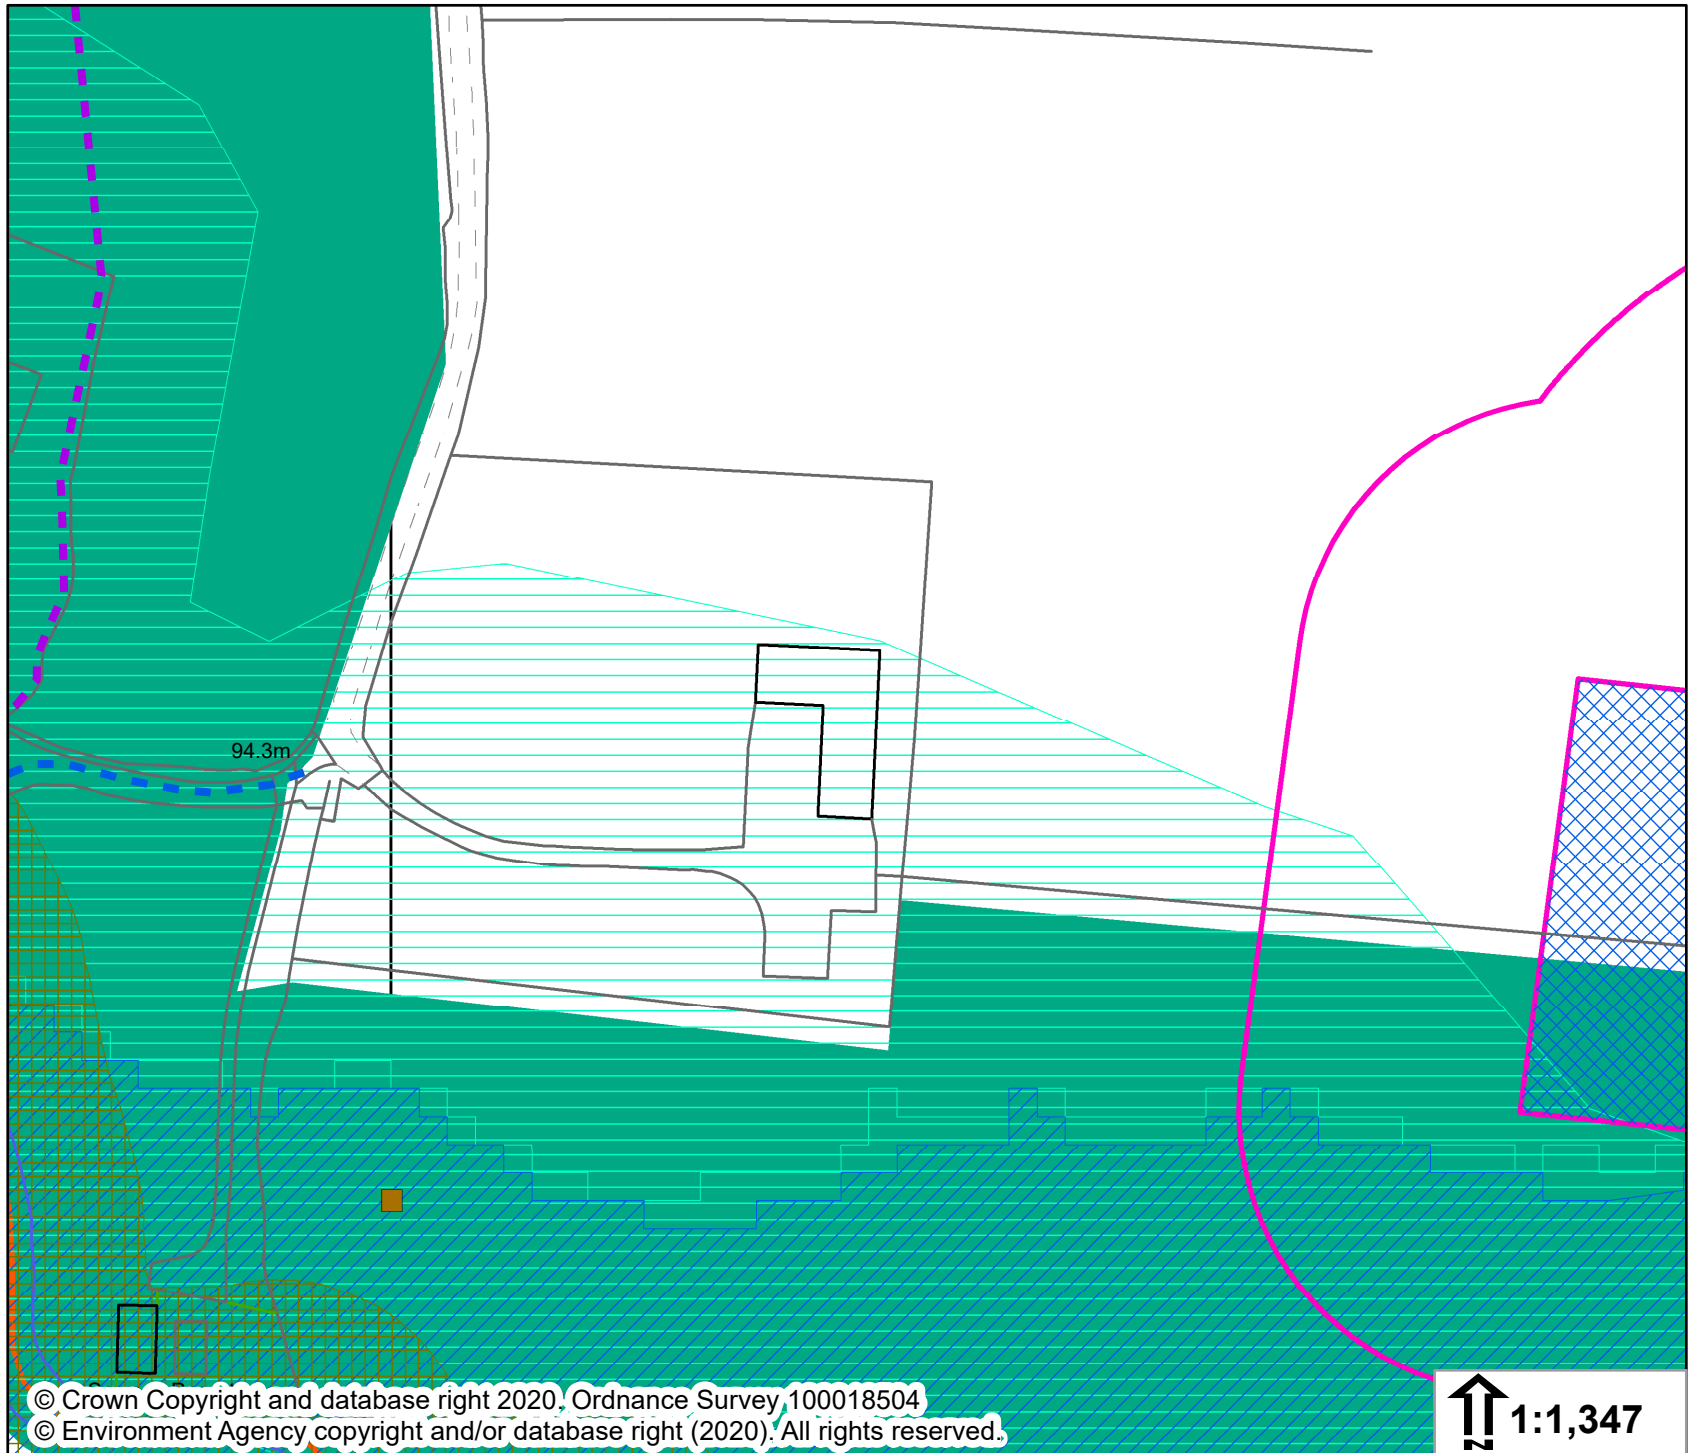 94.3m
© Crown Copyright and database right 2020. Ordnance Survey 100018504
© Environment Agency copyright and/or database right (2020). All rights reserved.
N
1:1,347